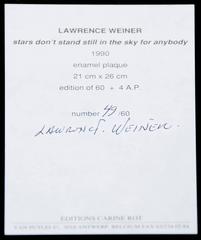 LAWRENCE WEINER
stars don't stand still in the sky for anybody
1990
enamel plaque
21 cm x 26 cm
edition of 60 + 4 A.P.
number 49/60
LAWRENCE WEINER
EDITIONS CARINE ROT